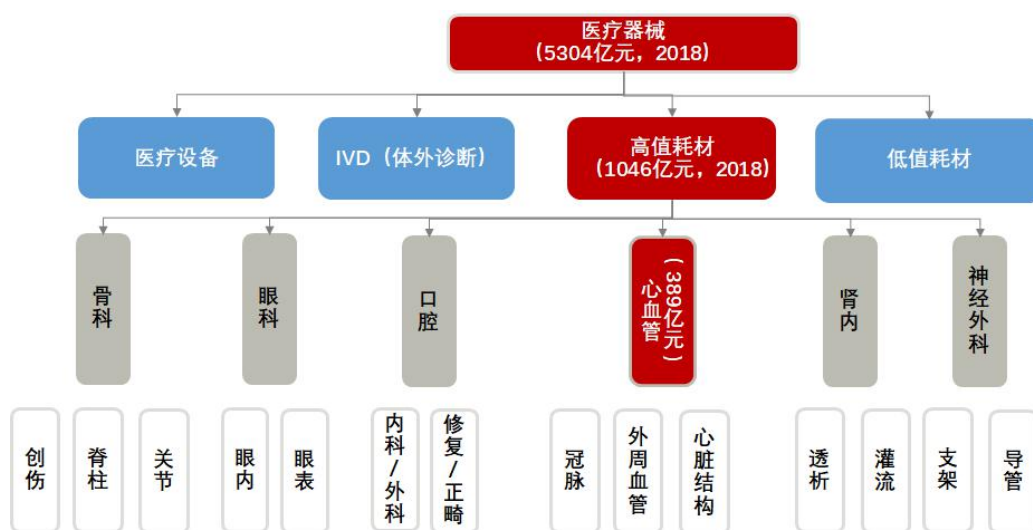 医疗器械
(5304亿元，2018)
医疗设备
IVD（体外诊断）
高值耗材
(1046亿元，2018)
低值耗材
骨科
眼科
口腔
心血管
(389亿元)
肾内
神经外科
创伤
脊柱
关节
眼内
眼表
内科/外科
修复/正畸
冠脉
外周血管
心脏结构
透析
灌流
支架
导管